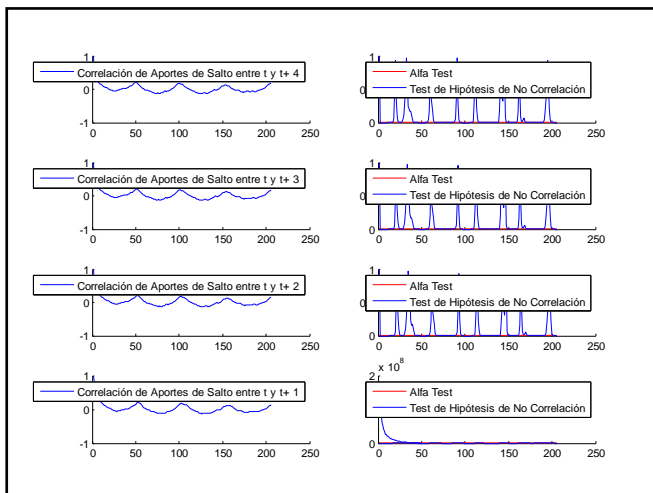 1
Correlación de Aportes de Salto entre t y t+ 4
0
-1
0 50 100 150 200 250
1
Alfa Test
Test de Hipótesis de No Correlación
0
0 50 100 150 200 250
1
Correlación de Aportes de Salto entre t y t+ 3
0
-1
0 50 100 150 200 250
1
Alfa Test
Test de Hipótesis de No Correlación
0
0 50 100 150 200 250
1
Correlación de Aportes de Salto entre t y t+ 2
0
-1
0 50 100 150 200 250
1
Alfa Test
Test de Hipótesis de No Correlación
0
0 50 100 150 200 250
1
Correlación de Aportes de Salto entre t y t+ 1
0
-1
0 50 100 150 200 250
x 10^8
2
Alfa Test
Test de Hipótesis de No Correlación
0
0 50 100 150 200 250